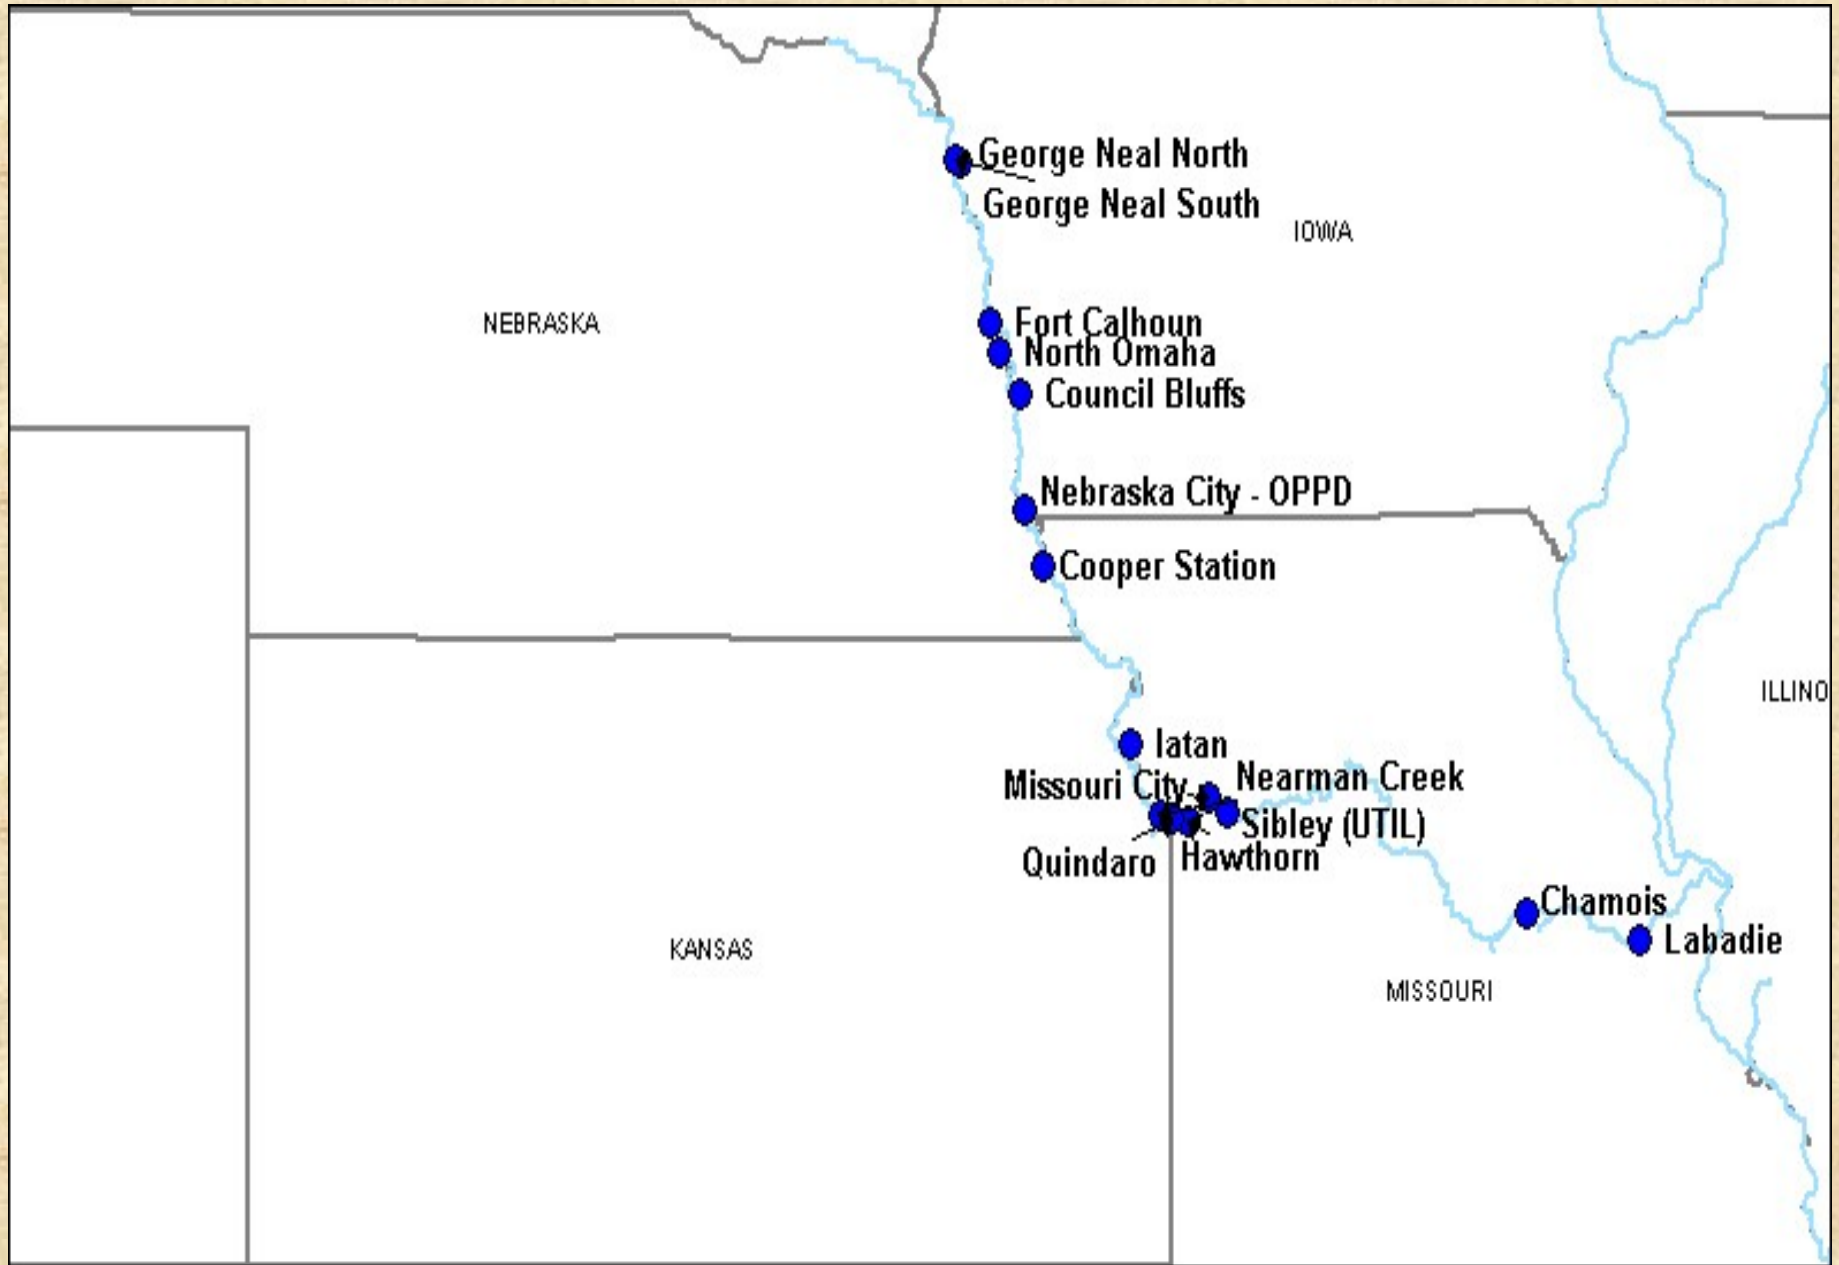 George Neal North
George Neal South
IOWA
NEBRASKA
Fort Calhoun
North Omaha
Council Bluffs
Nebraska City - OPPD
Cooper Station
ILLINO
Iatan
Missouri City
Nearman Creek
Sibley (UTIL)
Quindaro
Hawthorn
Chamois
Labadie
KANSAS
MISSOURI